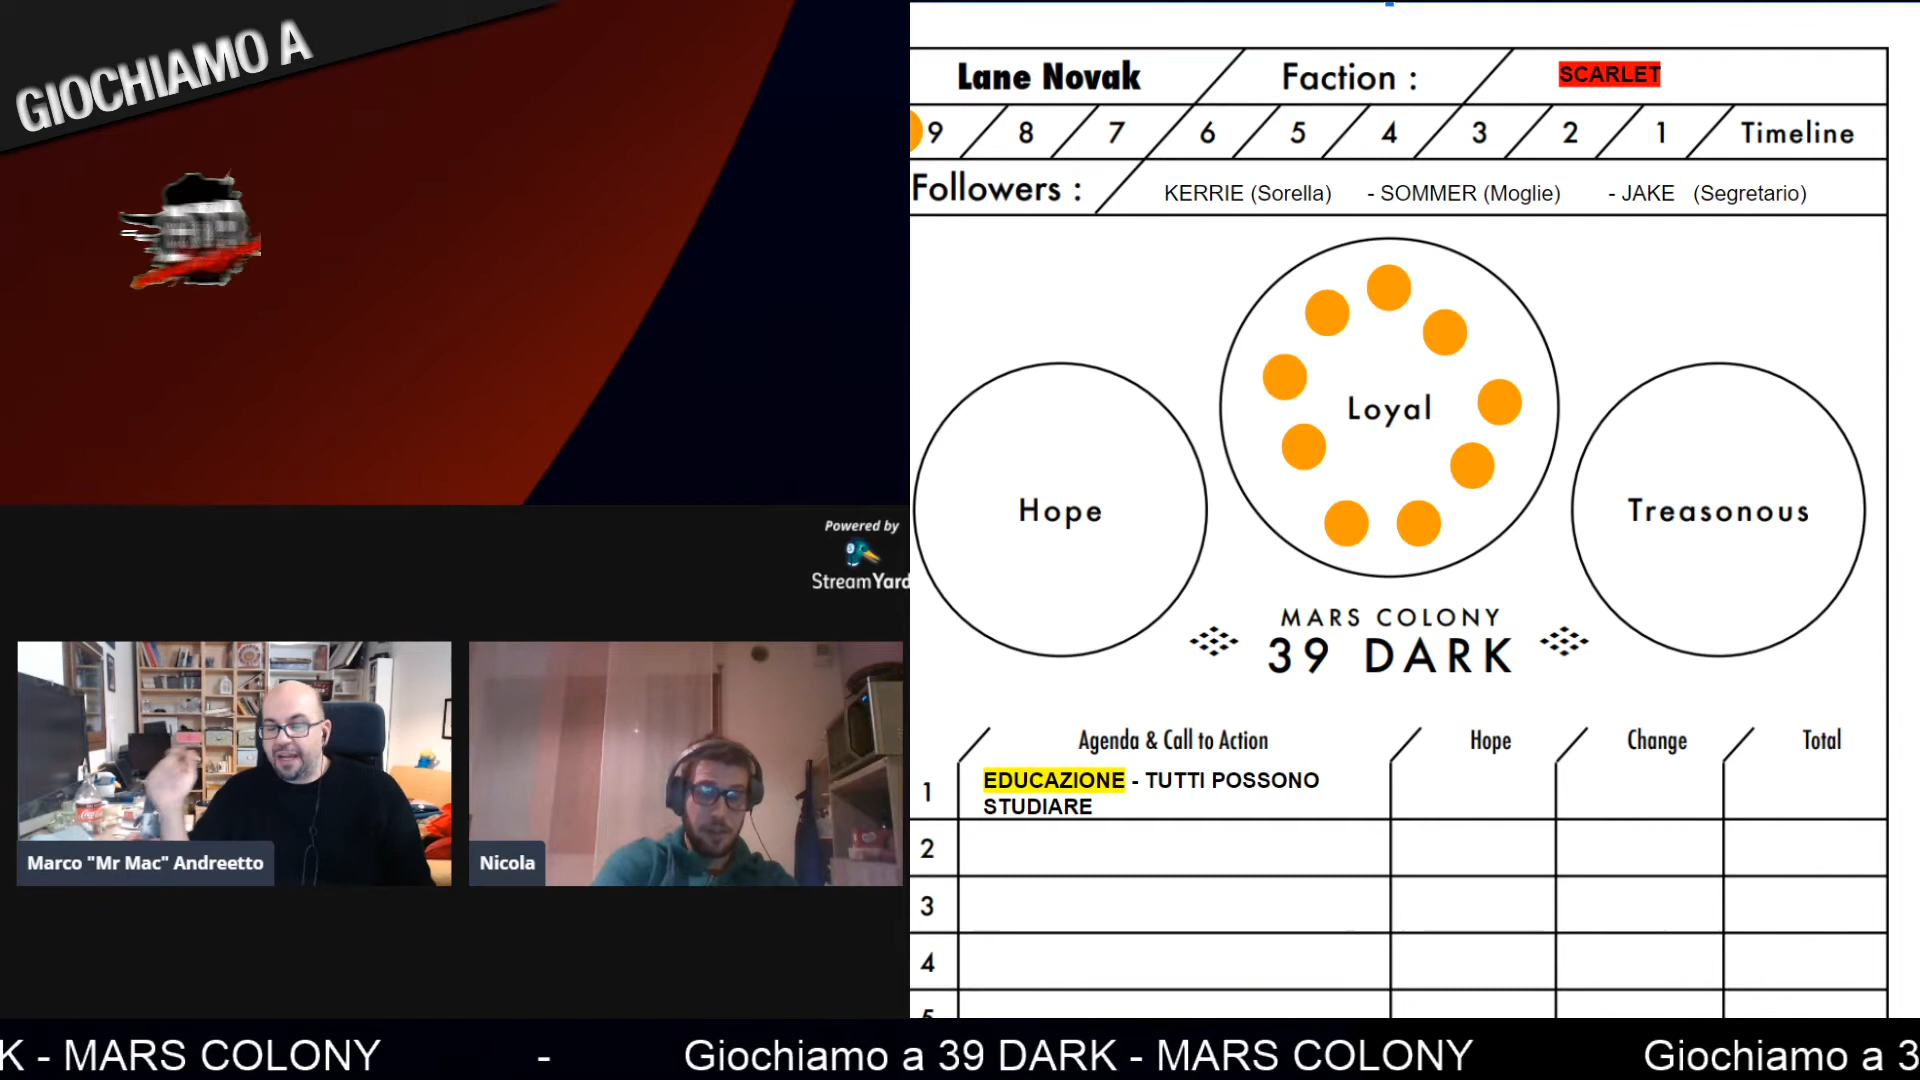 GIOCHIAMO A
Powered by
StreamYard
Marco "Mr Mac" Andreetto
Nicola
Lane Novak
Faction :
SCARLET
9 8 7 6 5 4 3 2 1 Timeline
Followers :
KERRIE (Sorella) - SOMMER (Moglie) - JAKE (Segretario)
Loyal
Hope
Treasonous
MARS COLONY
39 DARK
Agenda & Call to Action Hope Change Total
1 EDUCAZIONE - TUTTI POSSONO
STUDIARE
2
3
4
K - MARS COLONY - Giochiamo a 39 DARK - MARS COLONY Giochiamo a 3